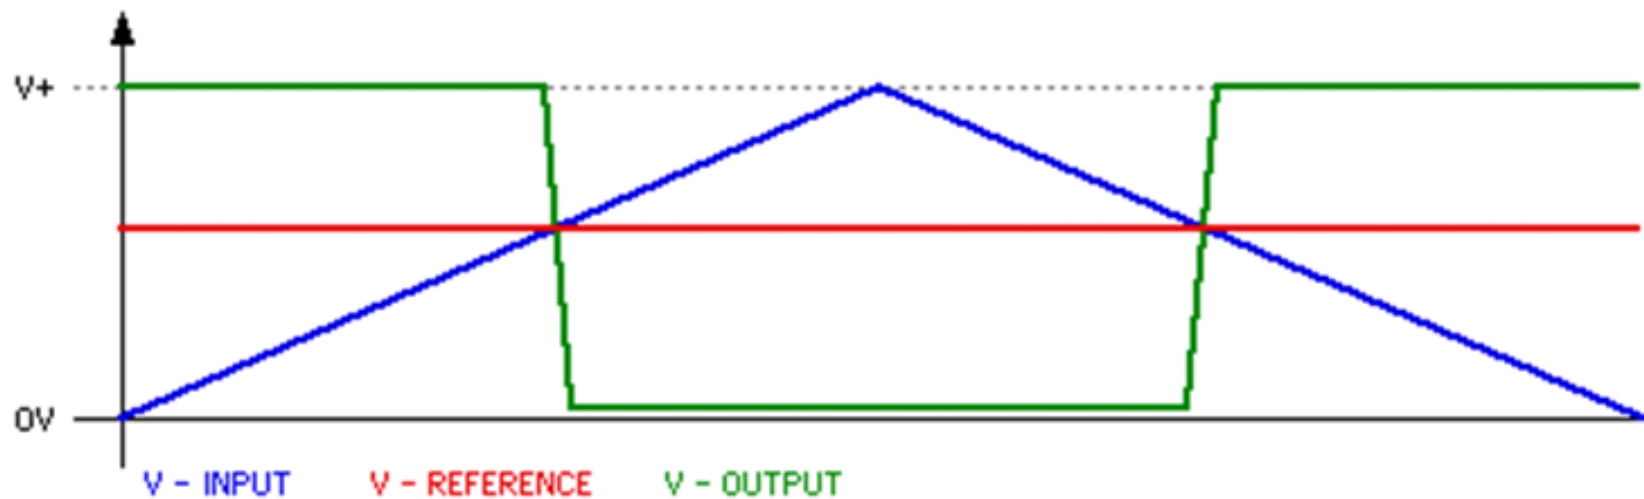 V+
0V
V - INPUT V - REFERENCE V - OUTPUT